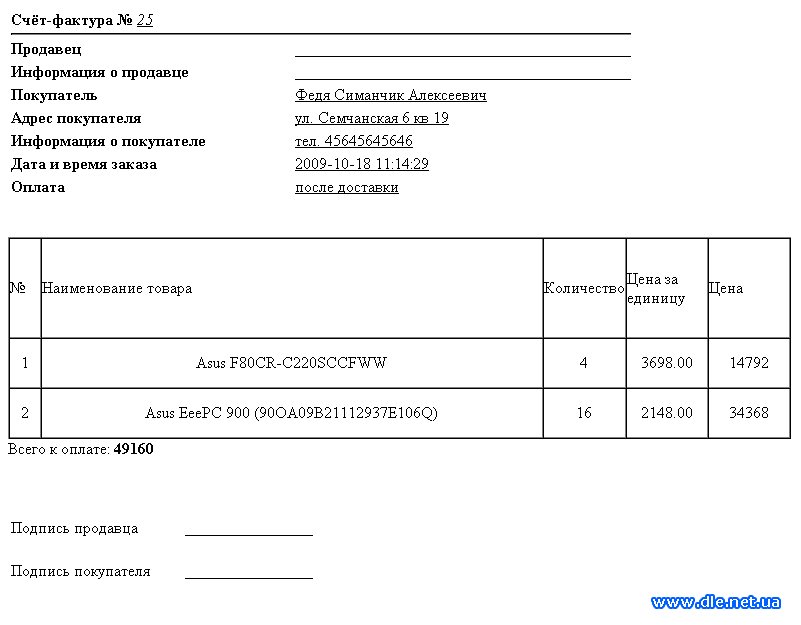 Счёт-фактура № 25
Продавец
Информация о продавце
Покупатель Федя Симанчик Алексеевич
Адрес покупателя ул. Семчанская 6 кв 19
Информация о покупателе тел. 45645645646
Дата и время заказа 2009-10-18 11:14:29
Оплата после доставки
№ Наименование товара Количество Цена за единицу Цена
1 Asus F80CR-C220SCCFWW 4 3698.00 14792
2 Asus EeePC 900 (90OA09B21112937E106Q) 16 2148.00 34368
Всего к оплате: 49160
Подпись продавца
Подпись покупателя
www.dle.net.ua